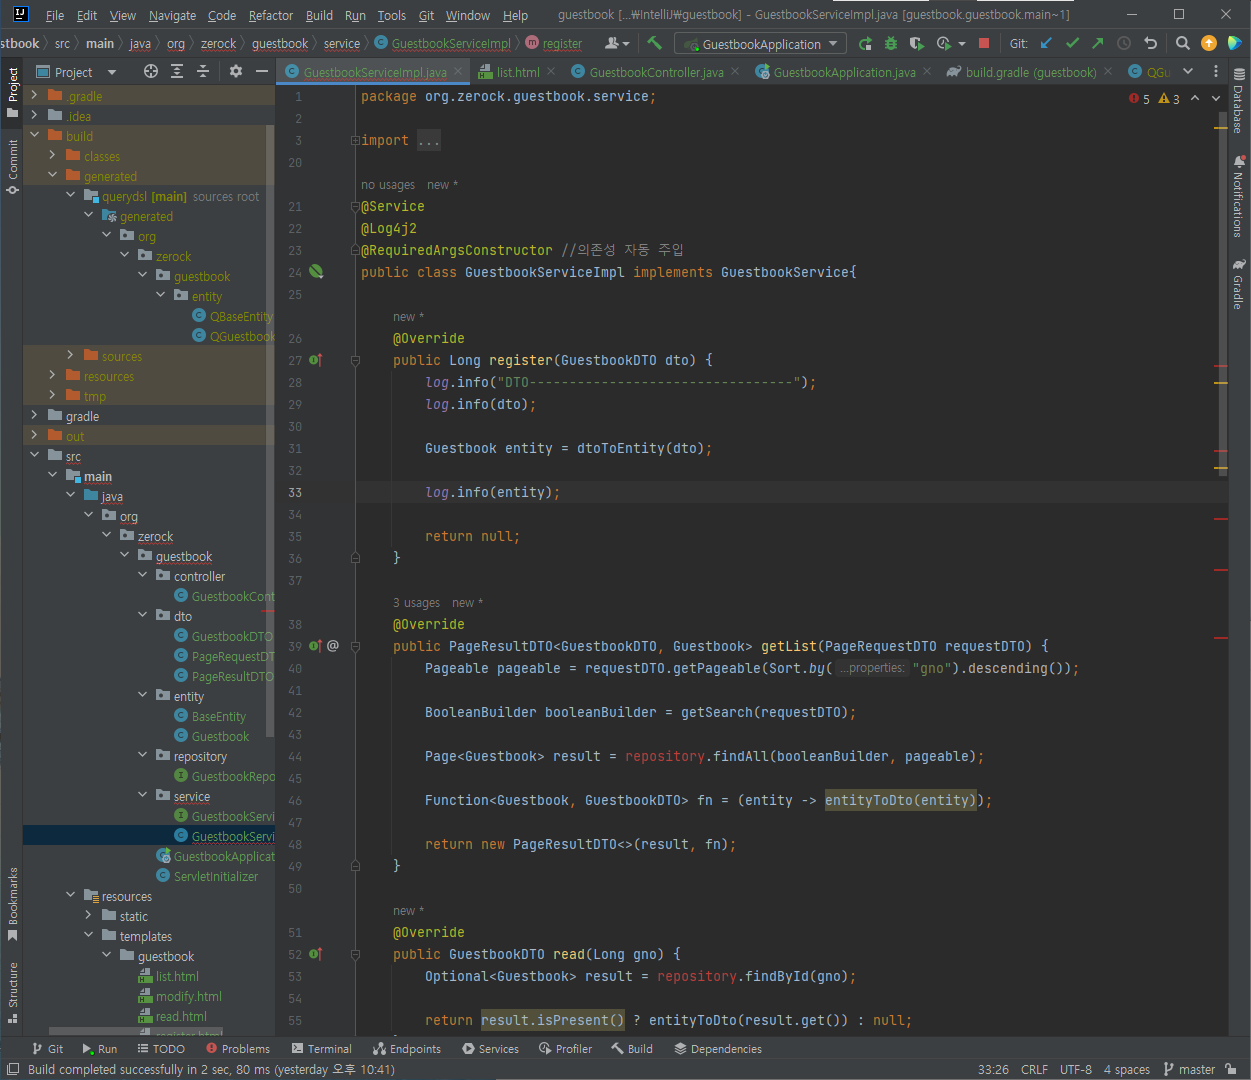 File Edit View Navigate Code Refactor Build Run Tools Git Window Help guestbook [...₩IntelliJ₩guestbook] - GuestbookServiceImpl.java [guestbook.guestbook.main~1]
stbook src main java org zerock guestbook service GuestbookServiceImpl register GuestbookApplication Git:
Project GuestbookServiceImpl.java list.html GuestbookController.java GuestbookApplication.java build.gradle (guestbook) QGu
Project
Commit
Bookmarks
Structure
.gradle
.idea
build
classes
generated
querydsl [main] sources root
generated
org
zerock
guestbook
entity
QBaseEntity
QGuestbook
sources
resources
tmp
gradle
out
src
main
java
org
zerock
guestbook
controller
GuestbookCont
dto
GuestbookDTO
PageRequestDT
PageResultDTO
entity
BaseEntity
Guestbook
repository
GuestbookRepo
service
GuestbookServi
GuestbookServi
GuestbookApplicat
ServletInitializer
resources
static
templates
guestbook
list.html
modify.html
read.html
register.html
5 3
1 package org.zerock.guestbook.service;
2
3 import ...
20
no usages new *
21 @Service
22 @Log4j2
23 @RequiredArgsConstructor //의존성 자동 주입
24 public class GuestbookServiceImpl implements GuestbookService{
25
new *
26 @Override
27 public Long register(GuestbookDTO dto) {
28 log.info("DTO---------------------------------");
29 log.info(dto);
30
31 Guestbook entity = dtoToEntity(dto);
32
33 log.info(entity);
34
35 return null;
36 }
37
3 usages new *
38 @Override
39 @ public PageResultDTO<GuestbookDTO, Guestbook> getList(PageRequestDTO requestDTO) {
40 Pageable pageable = requestDTO.getPageable(Sort.by( ...properties: "gno").descending());
41
42 BooleanBuilder booleanBuilder = getSearch(requestDTO);
43
44 Page<Guestbook> result = repository.findAll(booleanBuilder, pageable);
45
46 Function<Guestbook, GuestbookDTO> fn = (entity -> entityToDto(entity));
47
48 return new PageResultDTO<>(result, fn);
49 }
50
new *
51 @Override
52 public GuestbookDTO read(Long gno) {
53 Optional<Guestbook> result = repository.findById(gno);
54
55 return result.isPresent() ? entityToDto(result.get()) : null;
Database
Notifications
Gradle
Git Run TODO Problems Terminal Endpoints Services Profiler Build Dependencies
Build completed successfully in 2 sec, 80 ms (yesterday 오후 10:41) 33:26 CRLF UTF-8 4 spaces master